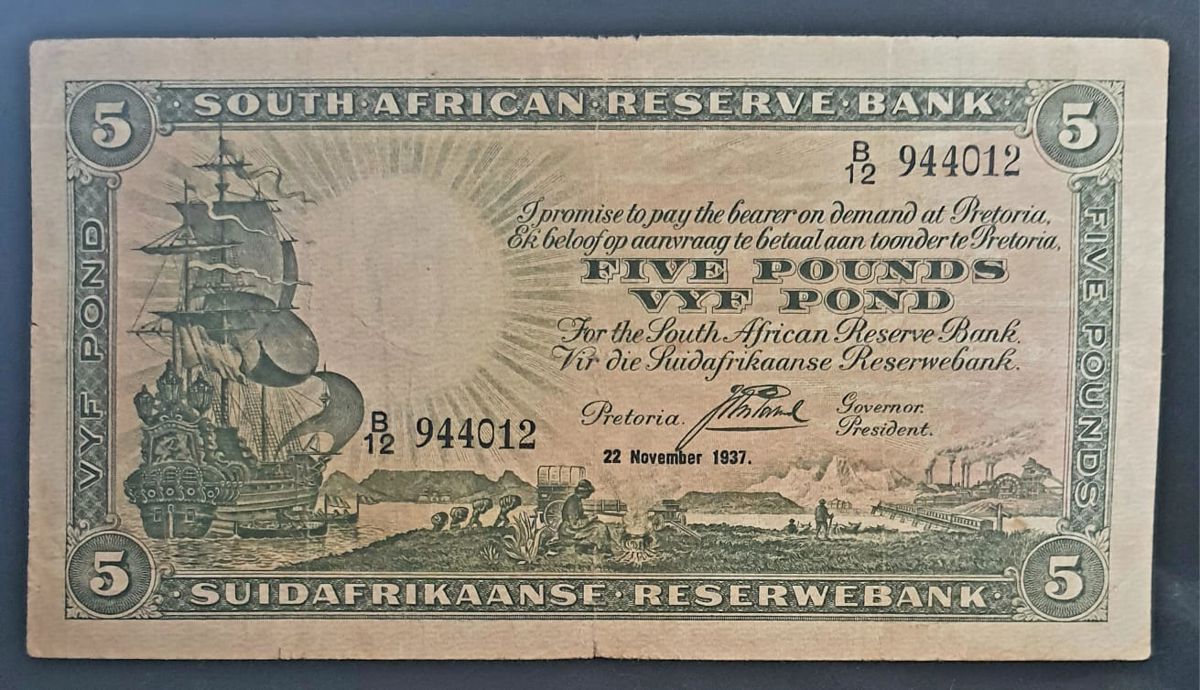 5 SOUTH·AFRICAN·RESERVE·BANK 5
B/12 944012
I promise to pay the bearer on demand at Pretoria,
Ek beloof op aanvraag te betaal aan toonder te Pretoria,
FIVE POUNDS
VYF POND
For the South African Reserve Bank.
Vir die Suidafrikaanse Reserwebank.
Pretoria.
Governor.
President.
B/12 944012
22 November 1937.
VYF POND
FIVE POUNDS
5 SUIDAFRIKAANSE·RESERWEBANK 5